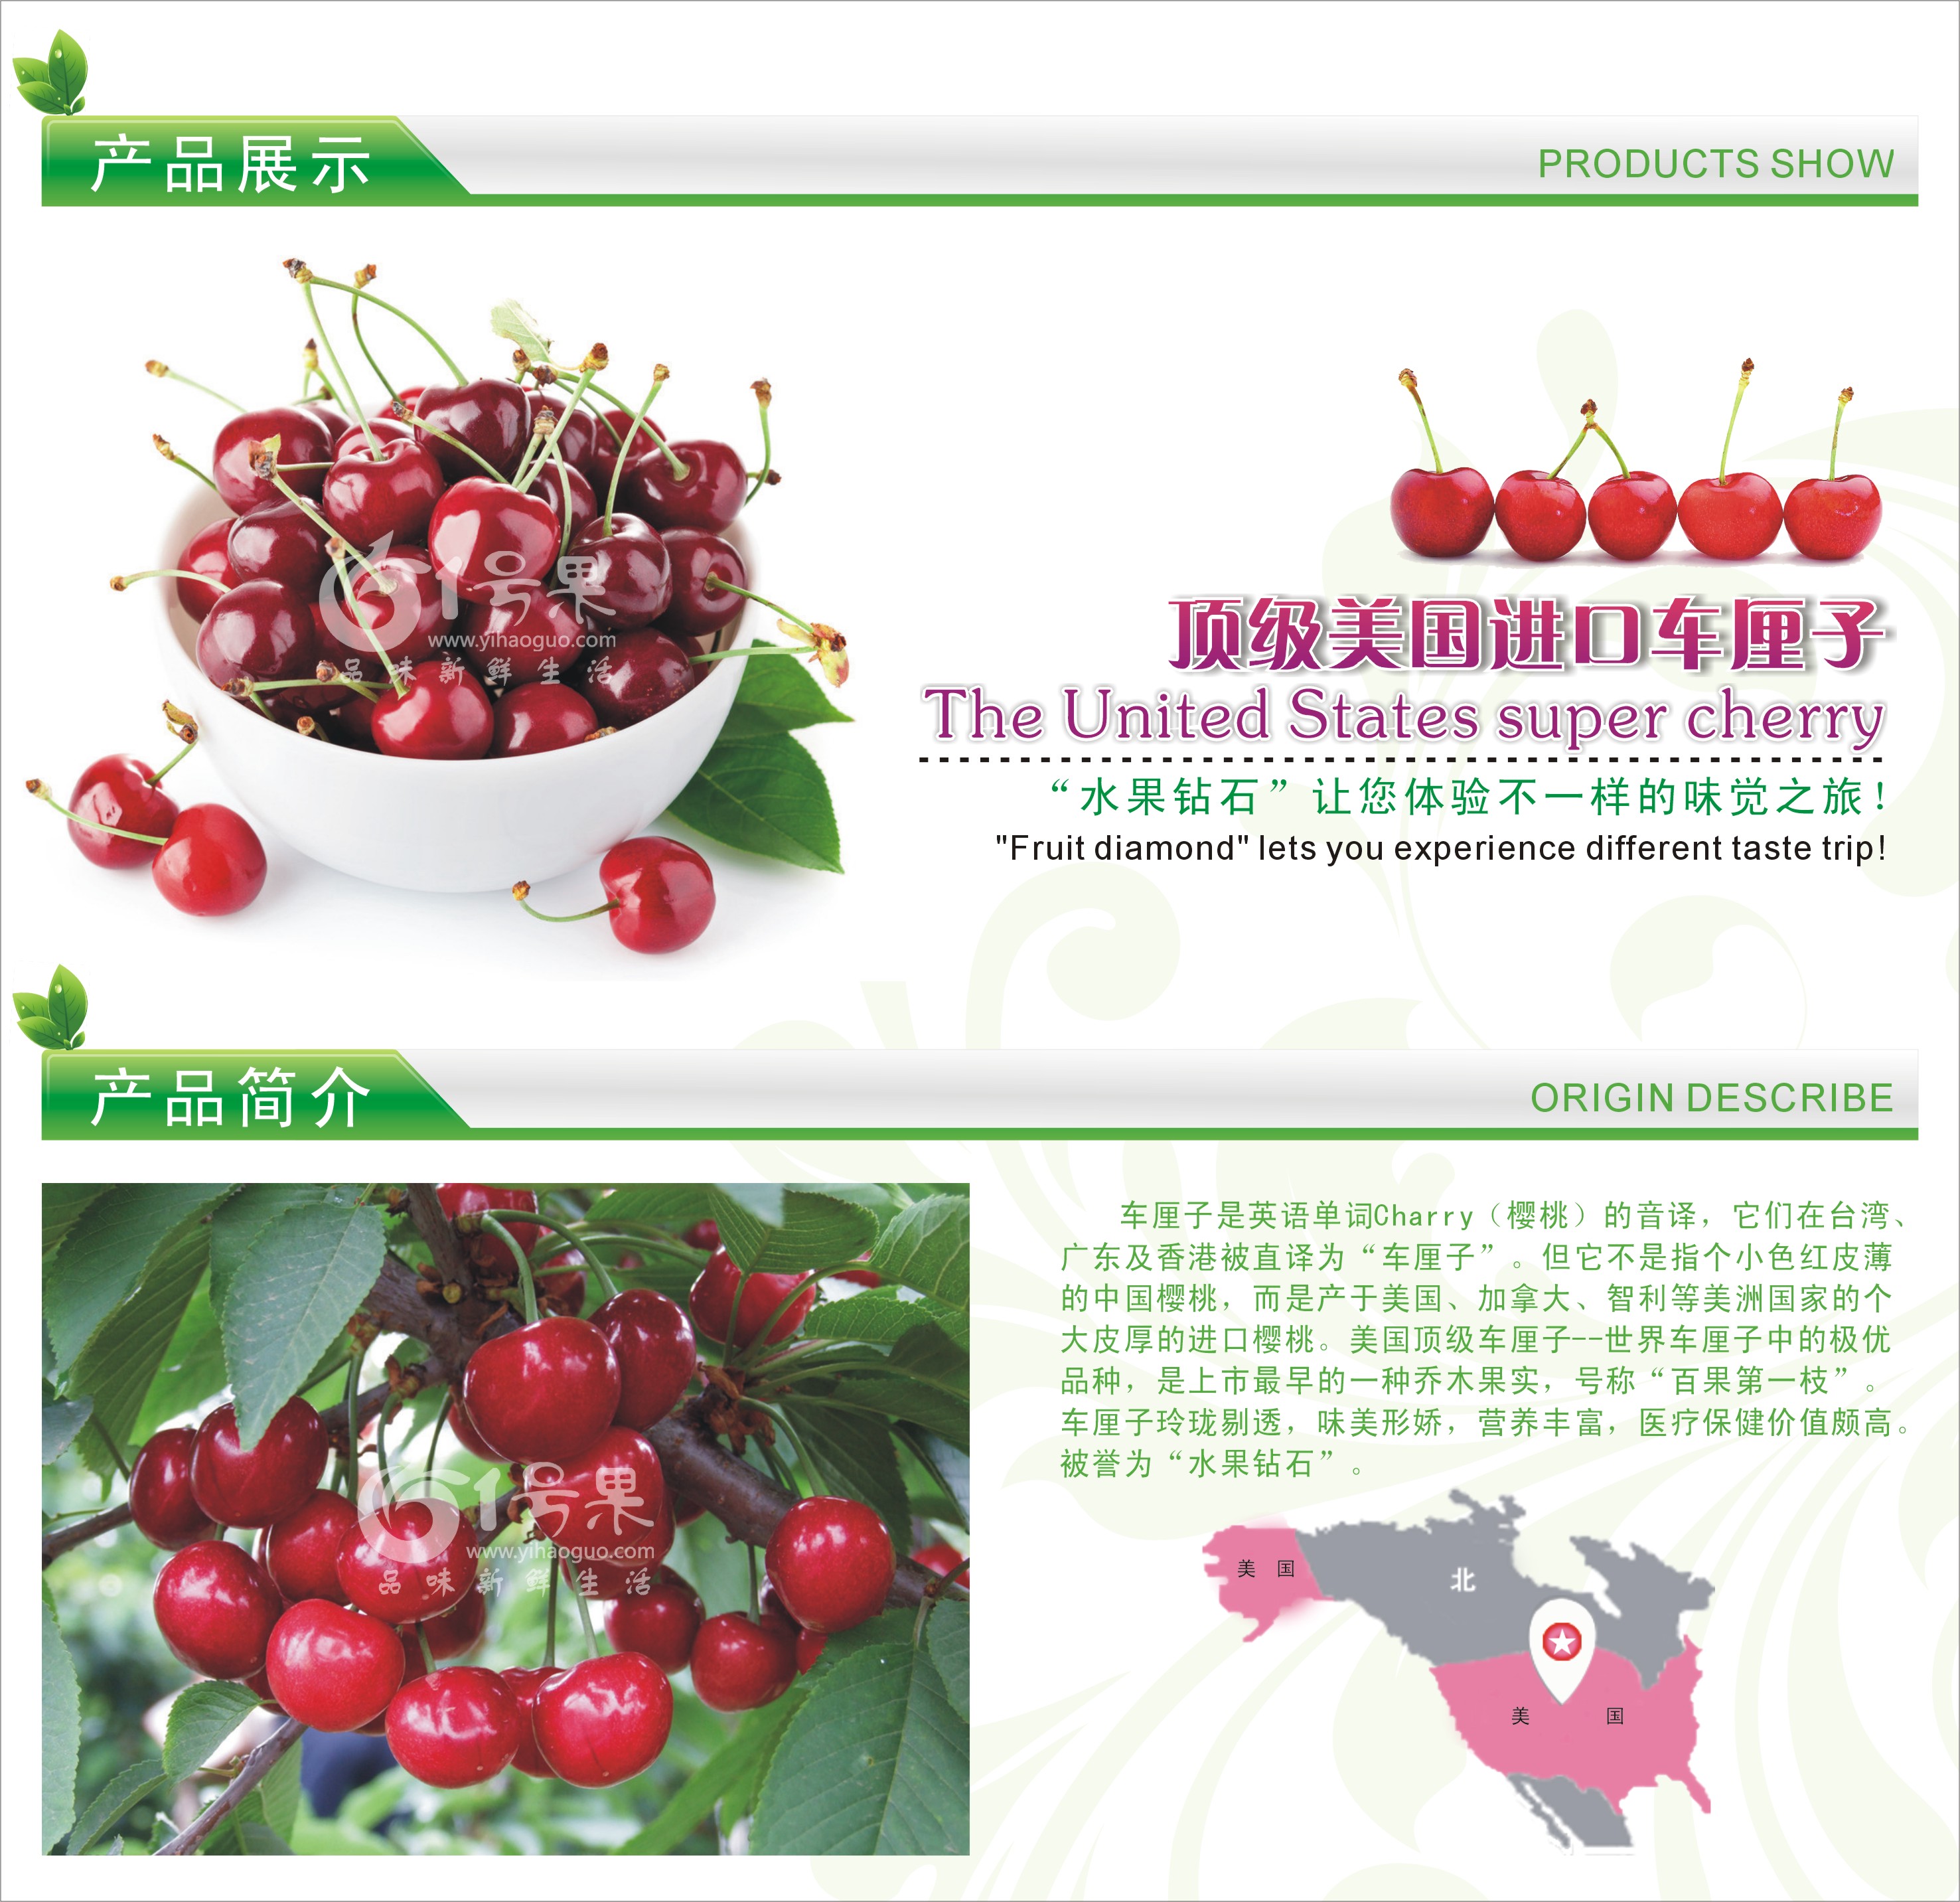 产品展示
PRODUCTS SHOW
1号果
www.yihaoguo.com
品味新鲜生活
顶级美国进口车厘子
The United States super cherry
“水果钻石”让您体验不一样的味觉之旅！
"Fruit diamond" lets you experience different taste trip!
产品简介
ORIGIN DESCRIBE
车厘子是英语单词Charry（樱桃）的音译，它们在台湾、
广东及香港被直译为“车厘子”。但它不是指个小色红皮薄
的中国樱桃，而是产于美国、加拿大、智利等美洲国家的个
大皮厚的进口樱桃。美国顶级车厘子--世界车厘子中的极优
品种，是上市最早的一种乔木果实，号称“百果第一枝”。
车厘子玲珑剔透，味美形娇，营养丰富，医疗保健价值颇高。
被誉为“水果钻石”。
1号果
www.yihaoguo.com
品味新鲜生活
美 国
北
美 国